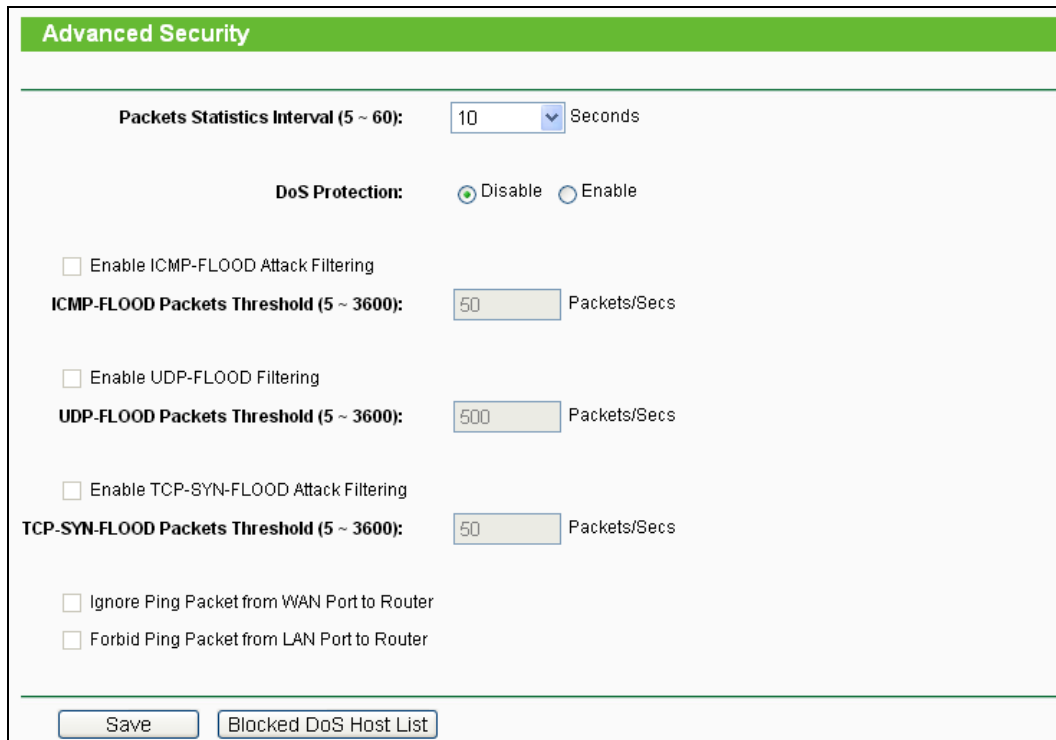 Advanced Security
Packets Statistics Interval (5 ~ 60): 10 Seconds
DoS Protection: Disable Enable
Enable ICMP-FLOOD Attack Filtering
ICMP-FLOOD Packets Threshold (5 ~ 3600): 50 Packets/Secs
Enable UDP-FLOOD Filtering
UDP-FLOOD Packets Threshold (5 ~ 3600): 500 Packets/Secs
Enable TCP-SYN-FLOOD Attack Filtering
TCP-SYN-FLOOD Packets Threshold (5 ~ 3600): 50 Packets/Secs
Ignore Ping Packet from WAN Port to Router
Forbid Ping Packet from LAN Port to Router
Save Blocked DoS Host List